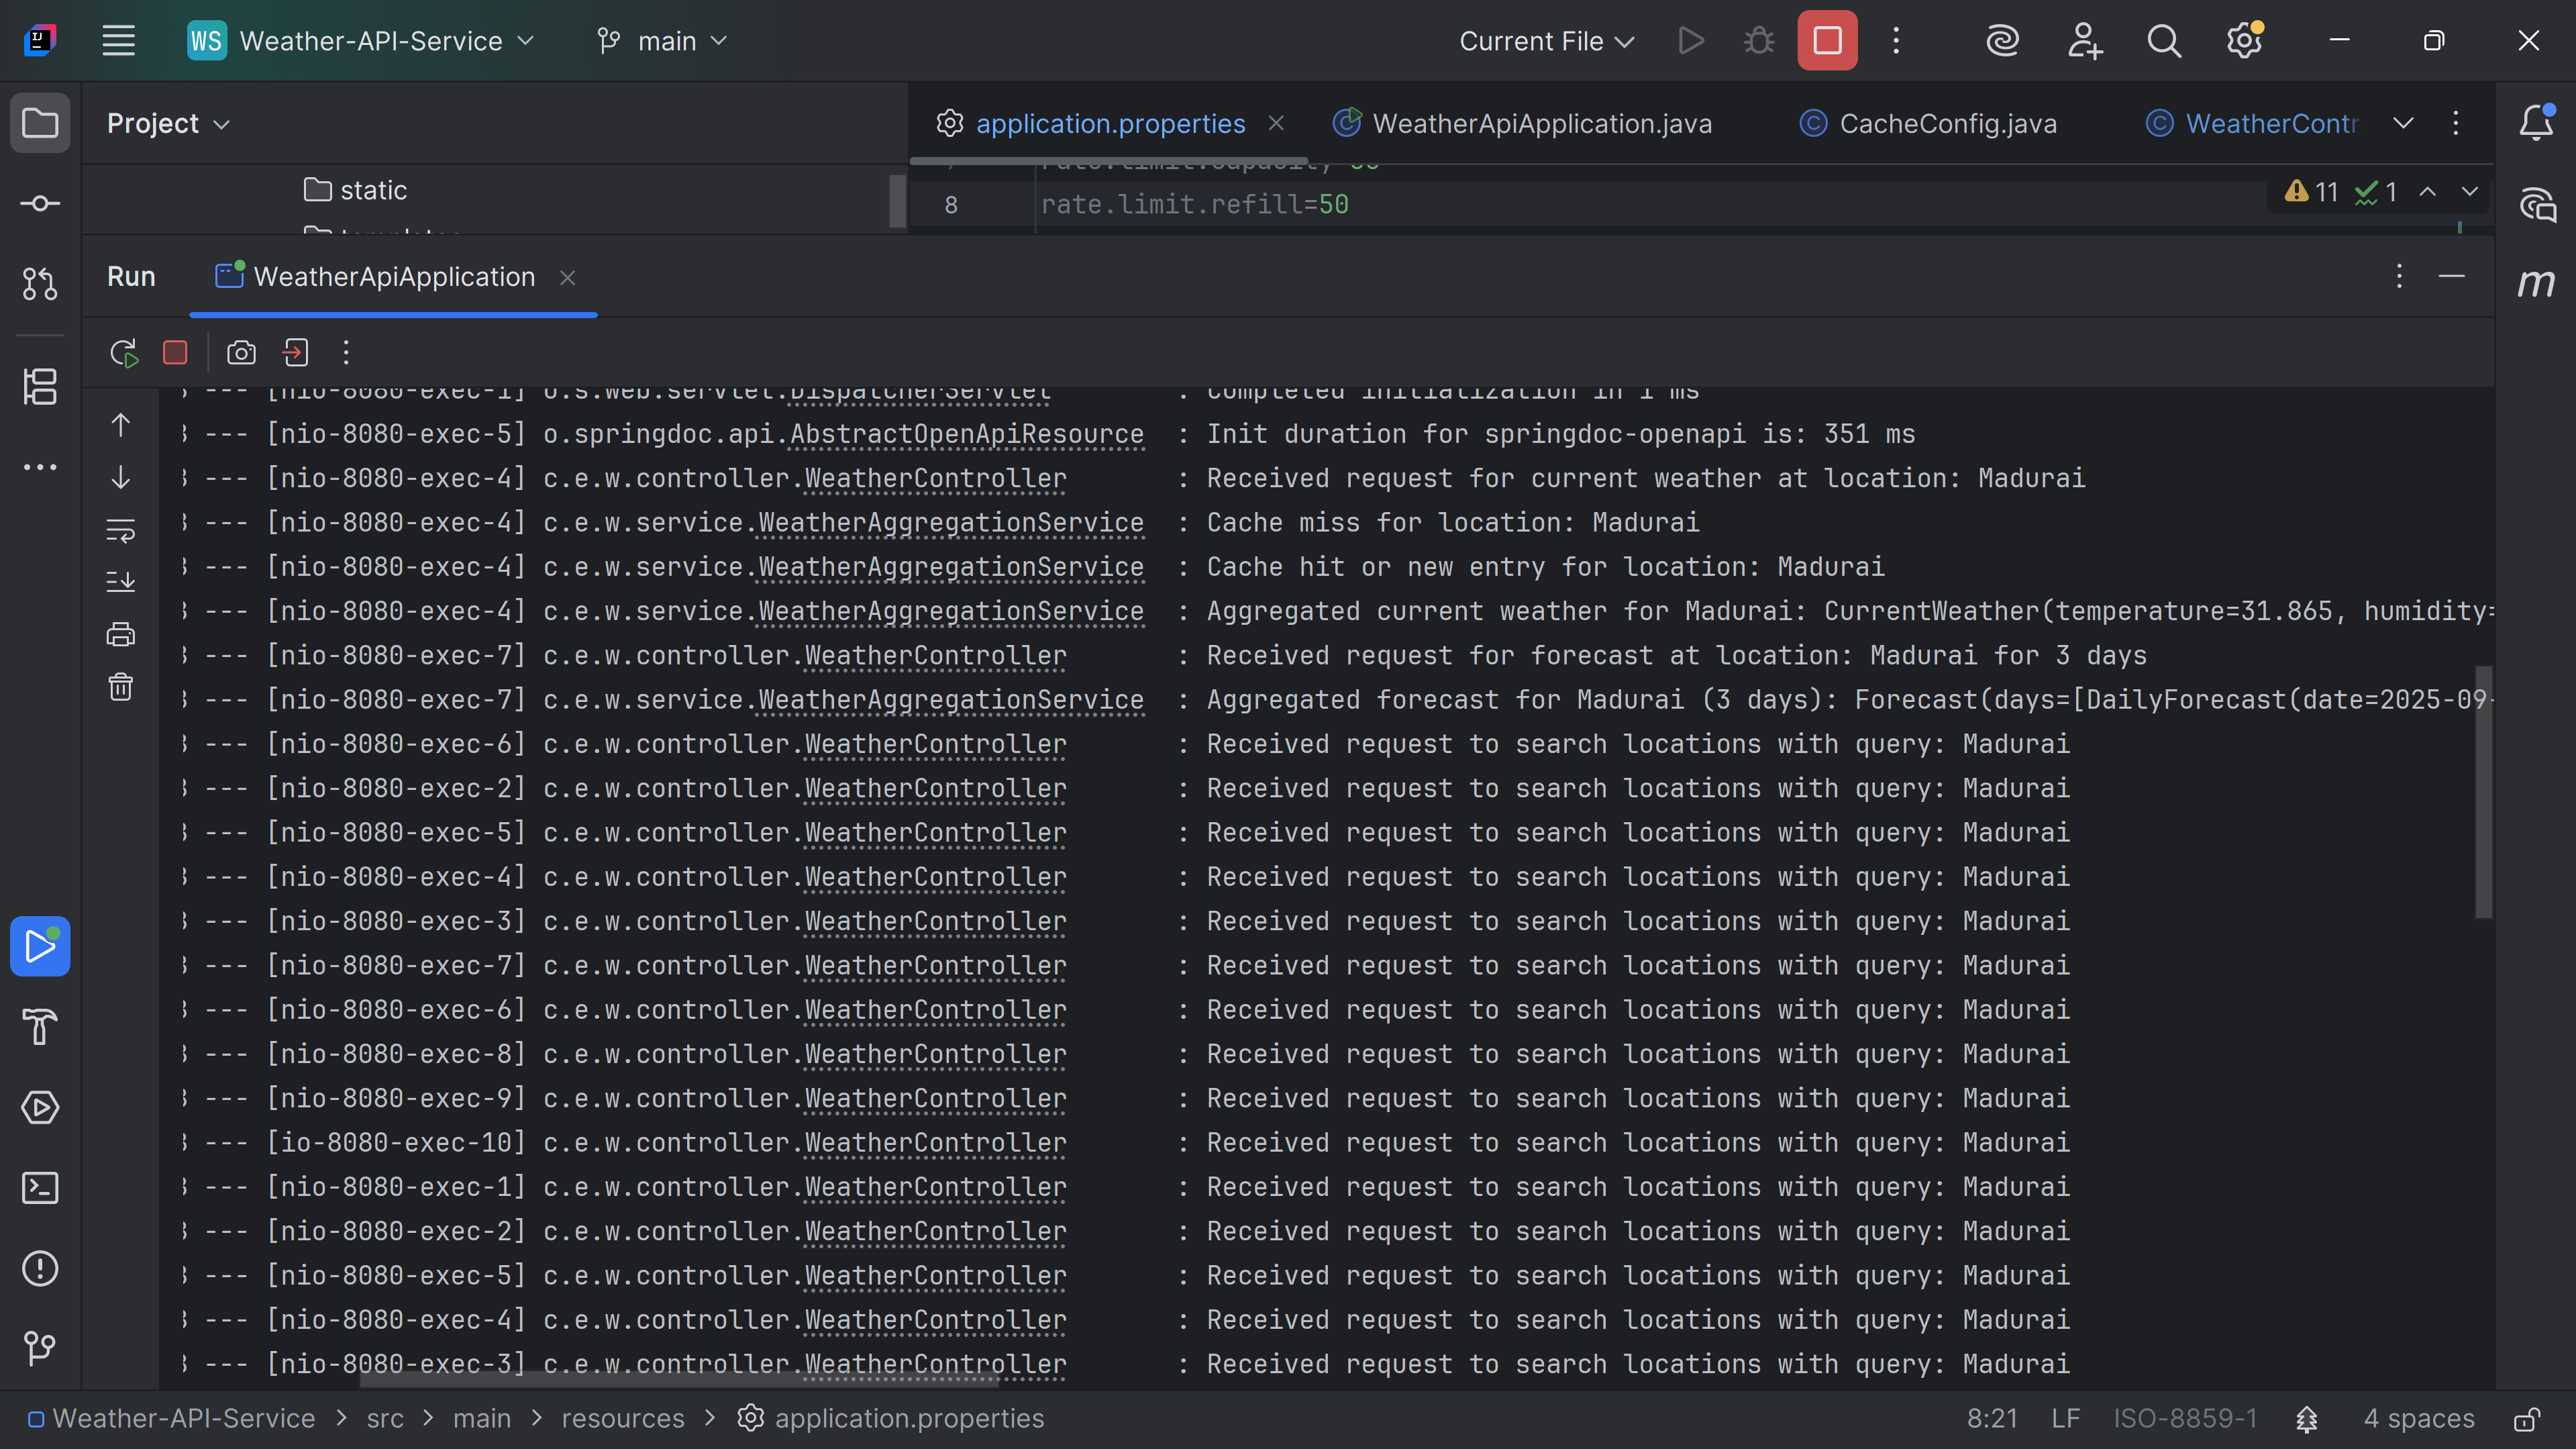 WS Weather-API-Service main Current File
Project
application.properties WeatherApiApplication.java CacheConfig.java WeatherContr
static
8 rate.limit.refill=50
11 1
Run WeatherApiApplication
--- [nio-8080-exec-1] o.s.web.servlet.DispatcherServlet : Completed initialization in 1 ms
--- [nio-8080-exec-5] o.springdoc.api.AbstractOpenApiResource : Init duration for springdoc-openapi is: 351 ms
--- [nio-8080-exec-4] c.e.w.controller.WeatherController : Received request for current weather at location: Madurai
--- [nio-8080-exec-4] c.e.w.service.WeatherAggregationService : Cache miss for location: Madurai
--- [nio-8080-exec-4] c.e.w.service.WeatherAggregationService : Cache hit or new entry for location: Madurai
--- [nio-8080-exec-4] c.e.w.service.WeatherAggregationService : Aggregated current weather for Madurai: CurrentWeather(temperature=31.865, humidity=
--- [nio-8080-exec-7] c.e.w.controller.WeatherController : Received request for forecast at location: Madurai for 3 days
--- [nio-8080-exec-7] c.e.w.service.WeatherAggregationService : Aggregated forecast for Madurai (3 days): Forecast(days=[DailyForecast(date=2025-09-
--- [nio-8080-exec-6] c.e.w.controller.WeatherController : Received request to search locations with query: Madurai
--- [nio-8080-exec-2] c.e.w.controller.WeatherController : Received request to search locations with query: Madurai
--- [nio-8080-exec-5] c.e.w.controller.WeatherController : Received request to search locations with query: Madurai
--- [nio-8080-exec-4] c.e.w.controller.WeatherController : Received request to search locations with query: Madurai
--- [nio-8080-exec-3] c.e.w.controller.WeatherController : Received request to search locations with query: Madurai
--- [nio-8080-exec-7] c.e.w.controller.WeatherController : Received request to search locations with query: Madurai
--- [nio-8080-exec-6] c.e.w.controller.WeatherController : Received request to search locations with query: Madurai
--- [nio-8080-exec-8] c.e.w.controller.WeatherController : Received request to search locations with query: Madurai
--- [nio-8080-exec-9] c.e.w.controller.WeatherController : Received request to search locations with query: Madurai
--- [io-8080-exec-10] c.e.w.controller.WeatherController : Received request to search locations with query: Madurai
--- [nio-8080-exec-1] c.e.w.controller.WeatherController : Received request to search locations with query: Madurai
--- [nio-8080-exec-2] c.e.w.controller.WeatherController : Received request to search locations with query: Madurai
--- [nio-8080-exec-5] c.e.w.controller.WeatherController : Received request to search locations with query: Madurai
--- [nio-8080-exec-4] c.e.w.controller.WeatherController : Received request to search locations with query: Madurai
--- [nio-8080-exec-3] c.e.w.controller.WeatherController : Received request to search locations with query: Madurai
Weather-API-Service > src > main > resources > application.properties 8:21 LF ISO-8859-1 4 spaces